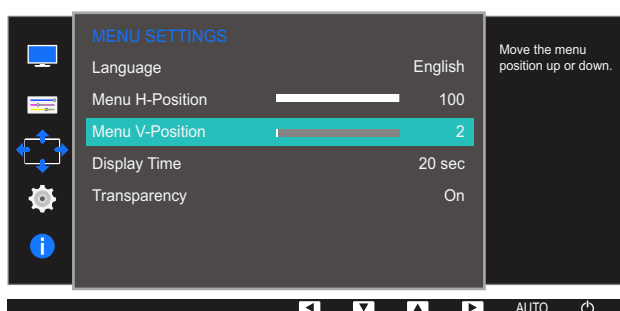 MENU SETTINGS
Language English
Menu H-Position 100
Menu V-Position 2
Display Time 20 sec
Transparency On
Move the menu
position up or down.
AUTO